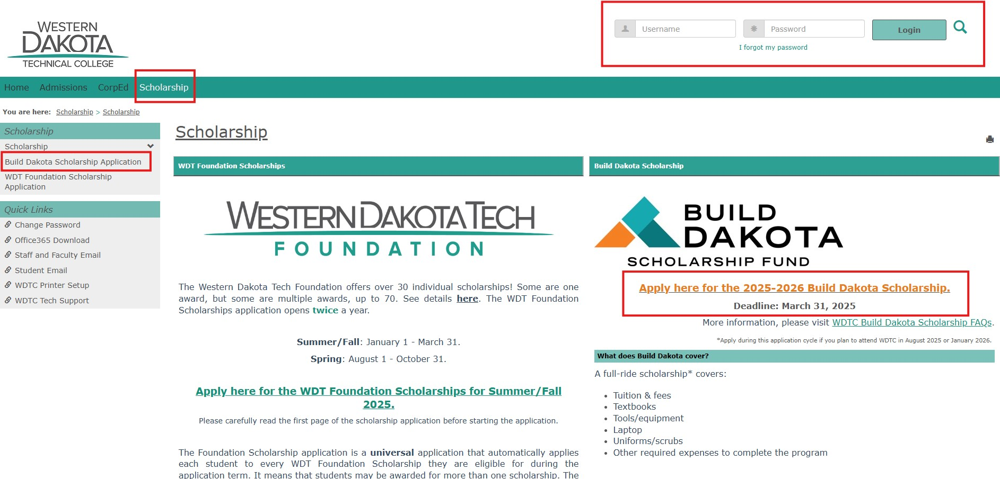 WESTERN
DAKOTA
TECHNICAL COLLEGE
Username
Password
Login
I forgot my password
Home Admissions CorpEd Scholarship
You are here: Scholarship > Scholarship
Scholarship
Scholarship
Build Dakota Scholarship Application
WDT Foundation Scholarship
Application
Quick Links
Change Password
Office365 Download
Staff and Faculty Email
Student Email
WDTC Printer Setup
WDTC Tech Support
Scholarship
WDT Foundation Scholarships
WESTERN DAKOTA TECH
FOUNDATION
The Western Dakota Tech Foundation offers over 30 individual scholarships! Some are one
award, but some are multiple awards, up to 70. See details here. The WDT Foundation
Scholarships application opens twice a year.
Summer/Fall: January 1 - March 31.
Spring: August 1 - October 31.
Apply here for the WDT Foundation Scholarships for Summer/Fall
2025.
Please carefully read the first page of the scholarship application before starting the application.
The Foundation Scholarship application is a universal application that automatically applies
each student to every WDT Foundation Scholarship they are eligible for during the
application term. It means that students may be awarded for more than one scholarship. The
Build Dakota Scholarship
BUILD
DAKOTA
SCHOLARSHIP FUND
Apply here for the 2025-2026 Build Dakota Scholarship.
Deadline: March 31, 2025
More information, please visit WDTC Build Dakota Scholarship FAQs.
*Apply during this application cycle if you plan to attend WDTC in August 2025 or January 2026.
What does Build Dakota cover?
A full-ride scholarship* covers:
• Tuition & fees
• Textbooks
• Tools/equipment
• Laptop
• Uniforms/scrubs
• Other required expenses to complete the program